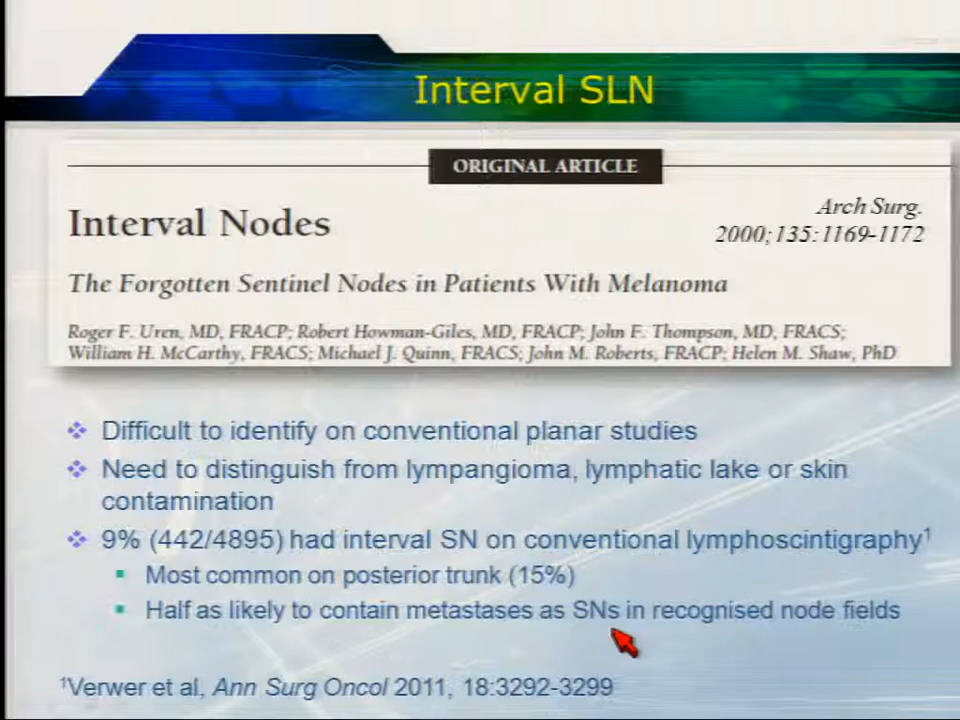 Interval SLN
ORIGINAL ARTICLE
Interval Nodes
Arch Surg.
2000; 135: 1169-1172
The Forgotten Sentinel Nodes in Patients With Melanoma
Roger F. Uren, MD, FRACP; Robert Howman-Giles, MD, FRACP; John F. Thompson, MD, FRACS;
William H. McCarthy, FRACS; Michael J. Quinn, FRACS; John M. Roberts, FRACP; Helen M. Shaw, PhD
Difficult to identify on conventional planar studies
Need to distinguish from lympangioma, lymphatic lake or skin
contamination
9% (442/4895) had interval SN on conventional lymphoscintigraphy1
Most common on posterior trunk (15%)
Half as likely to contain metastases as SNs in recognised node fields
1Verwer et al, Ann Surg Oncol 2011, 18:3292-3299